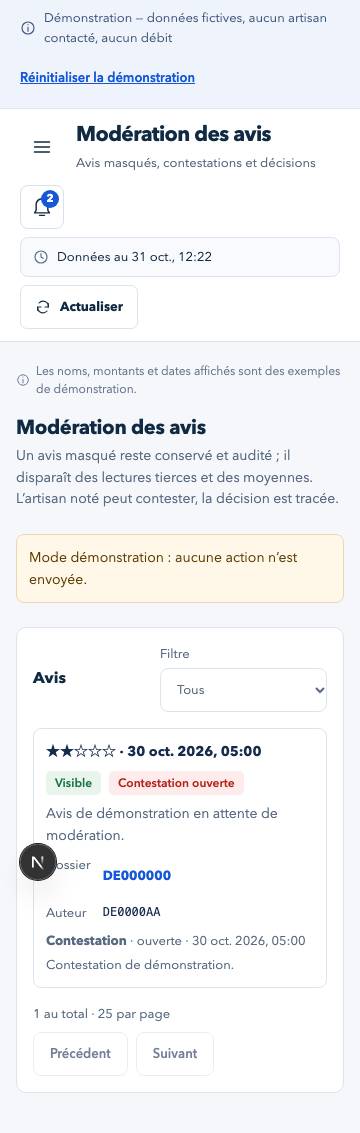 Démonstration — données fictives, aucun artisan
contacté, aucun débit
Réinitialiser la démonstration
Modération des avis
Avis masqués, contestations et décisions
2
Données au 31 oct., 12:22
Actualiser
Les noms, montants et dates affichés sont des exemples
de démonstration.
Modération des avis
Un avis masqué reste conservé et audité ; il
disparaît des lectures tierces et des moyennes.
L’artisan noté peut contester, la décision est tracée.
Mode démonstration : aucune action n’est
envoyée.
Filtre
Avis
Tous
★★☆☆☆ · 30 oct. 2026, 05:00
Visible
Contestation ouverte
Avis de démonstration en attente de
modération.
N
ossier
DE000000
Auteur
DE0000AA
Contestation · ouverte · 30 oct. 2026, 05:00
Contestation de démonstration.
1 au total · 25 par page
Précédent
Suivant